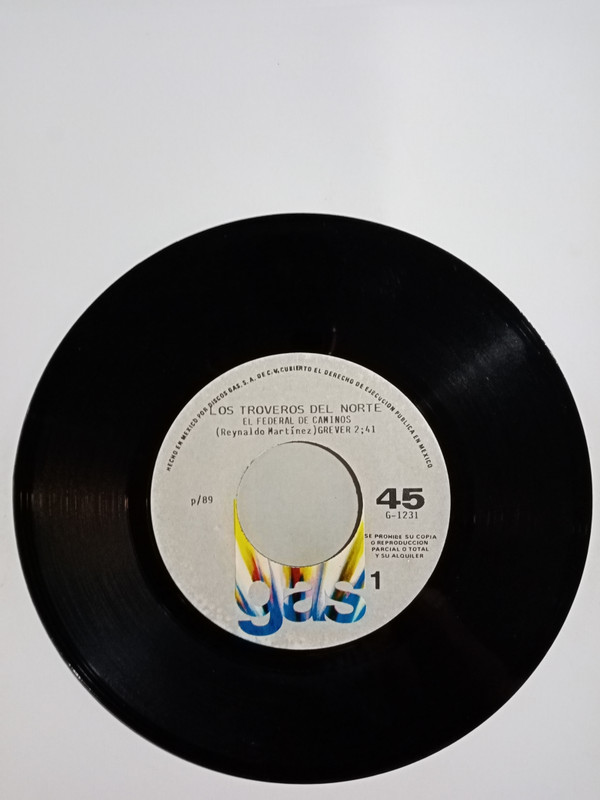 HECHO EN MEXICO POR DISCOS GAS, S.A. DE C.V, CUBIERTO EL DERECHO DE EJECUCION PUBLICA EN MEXICO
LOS TROVEROS DEL NORTE
EL FEDERAL DE CAMINOS
(Reynaldo Martínez)GREVER 2;41
p/89
45
G-1231
SE PROHIBE SU COPIA
O REPRODUCCION
PARCIAL O TOTAL
Y SU ALQUILER
1
gas